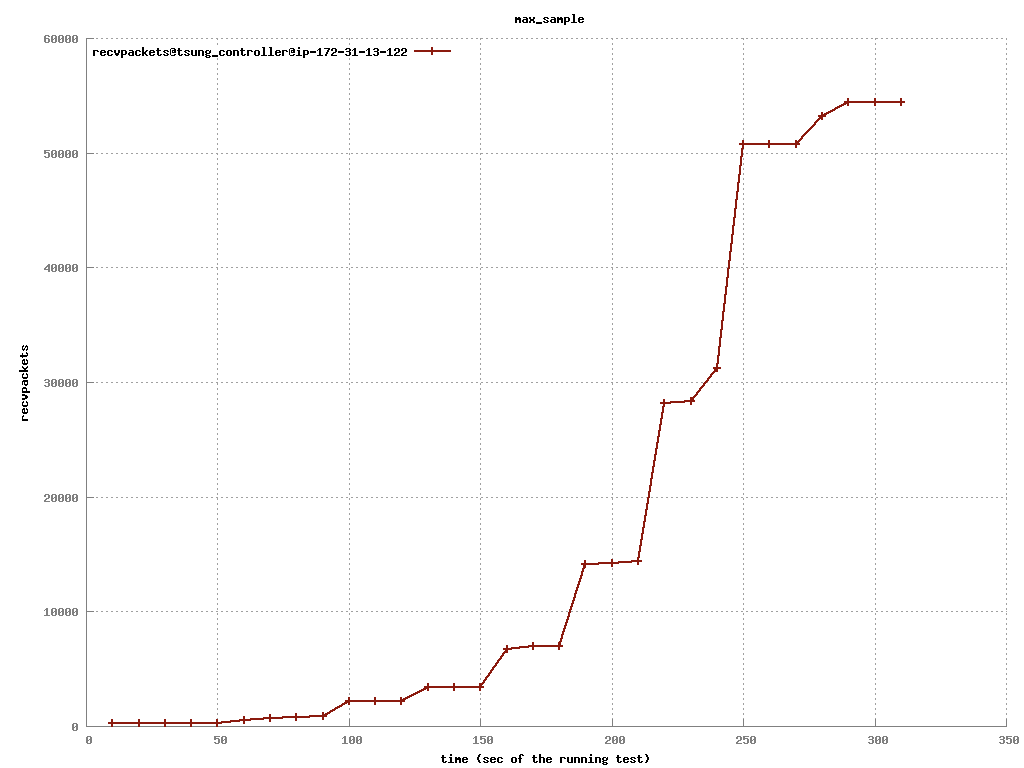 max_sample
60000
recvpackets@tsung_controller@ip-172-31-13-122
50000
40000
30000
recvpackets
20000
10000
0
0 50 100 150 200 250 300 350
time (sec of the running test)